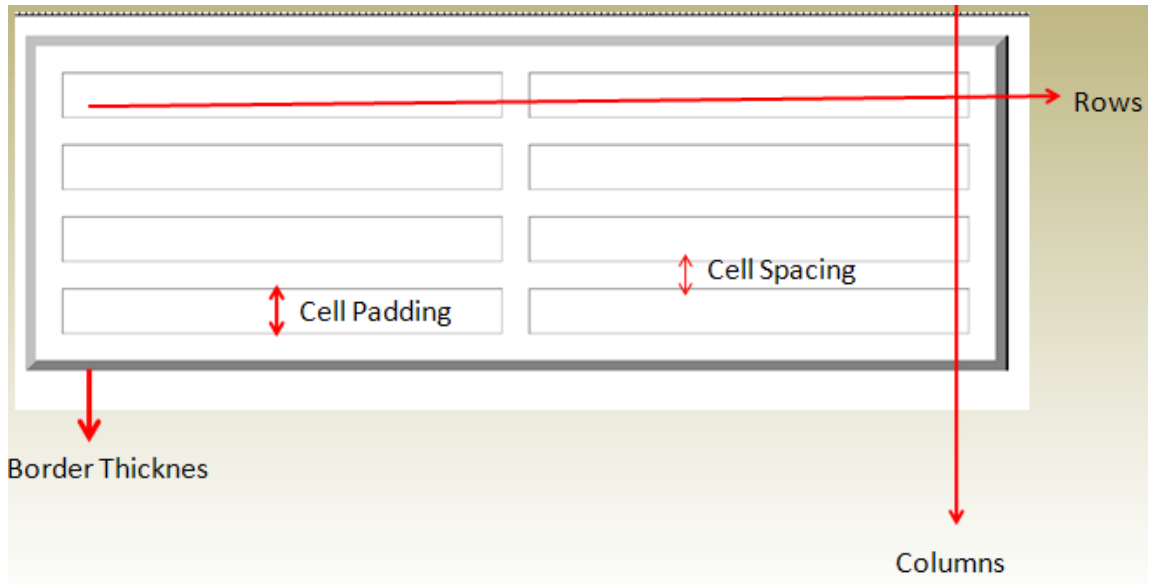 Rows
Cell Spacing
Cell Padding
Border Thicknes
Columns